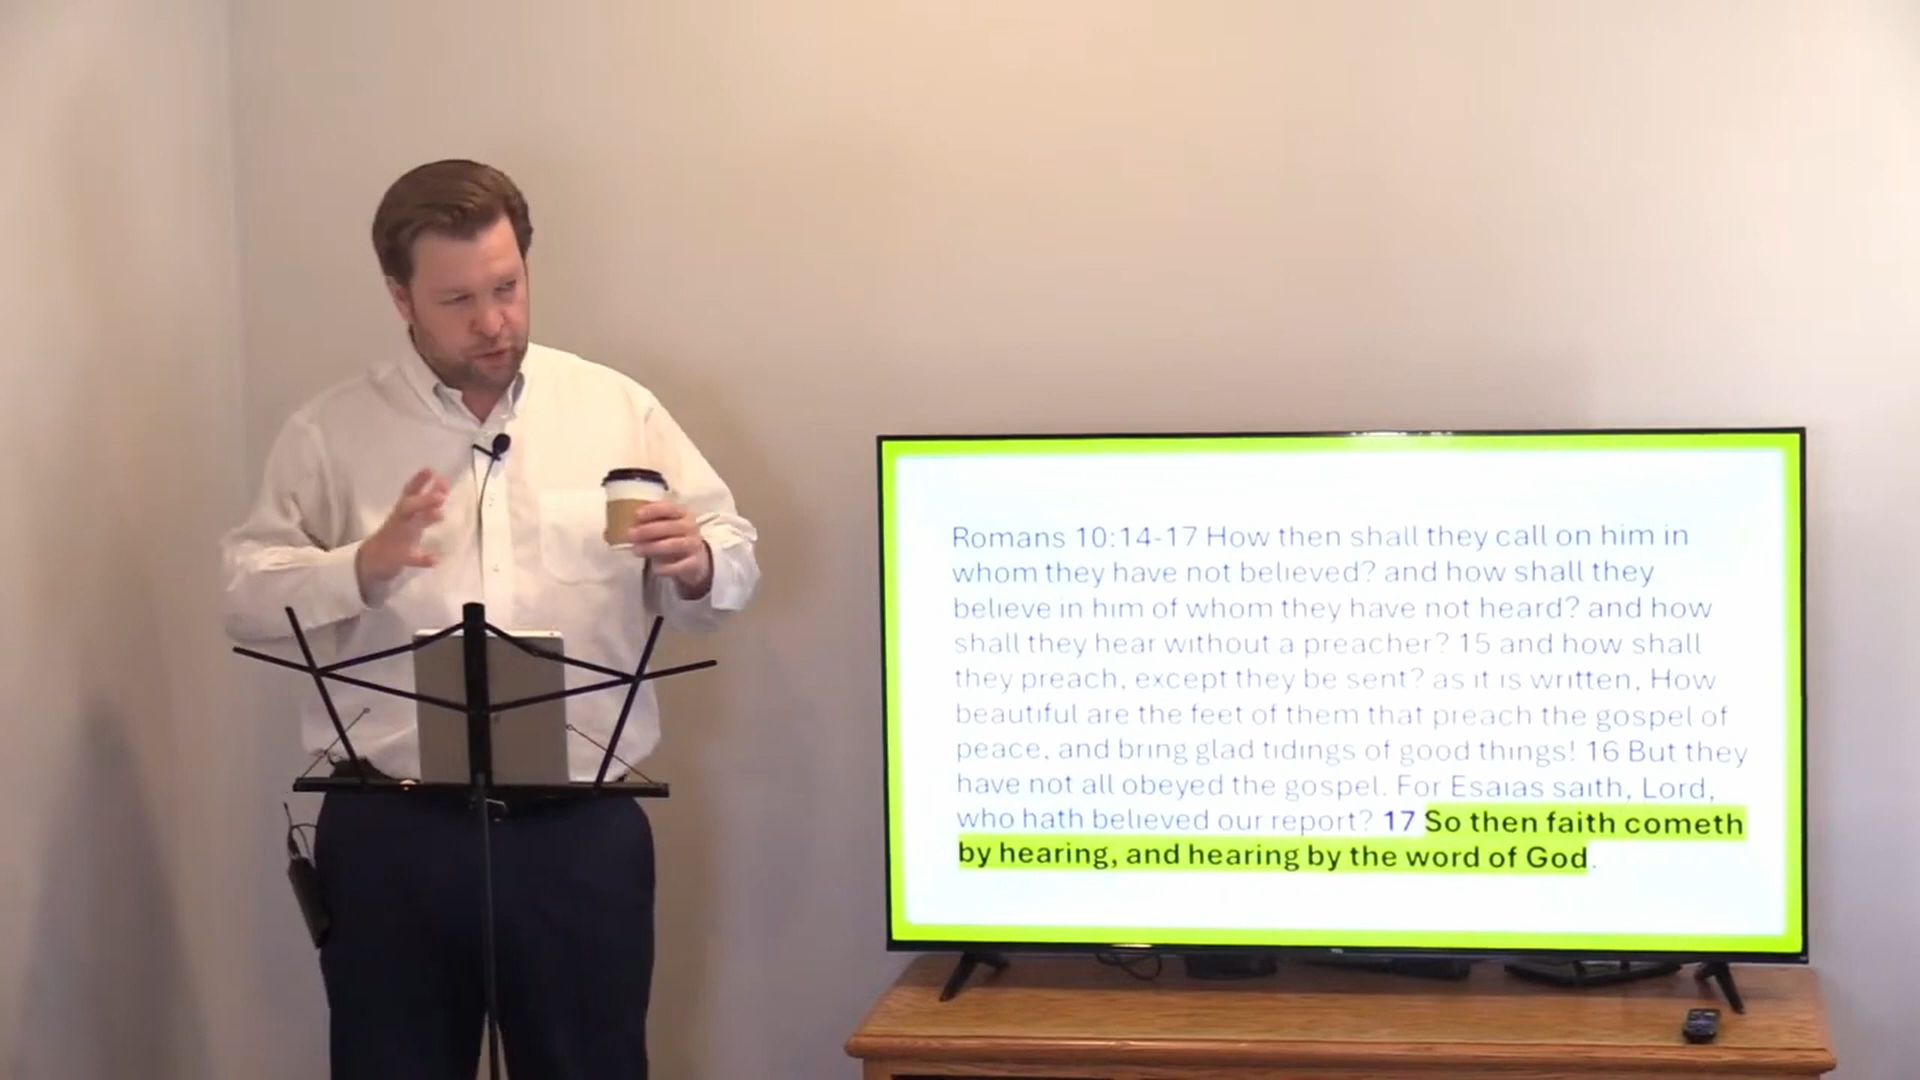 Romans 10:14-17 How then shall they call on him in
whom they have not believed? and how shall they
believe in him of whom they have not heard? and how
shall they hear without a preacher? 15 and how shall
they preach, except they be sent? as it is written, How
beautiful are the feet of them that preach the gospel of
peace, and bring glad tidings of good things! 16 But they
have not all obeyed the gospel. For Esaias saith, Lord,
who hath believed our report? 17 So then faith cometh
by hearing, and hearing by the word of God.